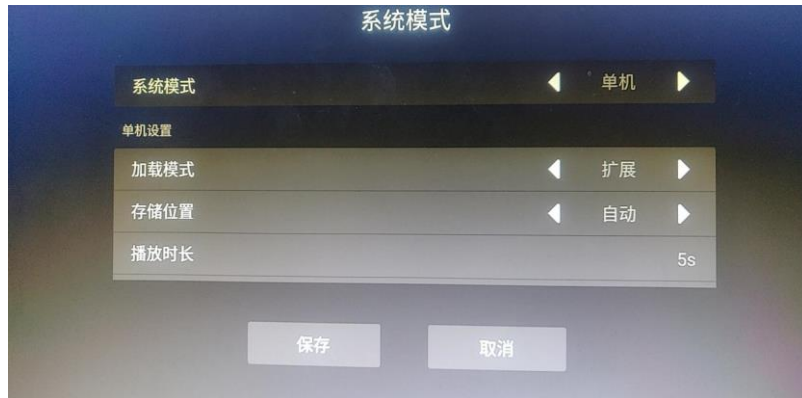 系统模式
系统模式 单机
单机设置
加载模式 扩展
存储位置 自动
播放时长 5s
保存 取消